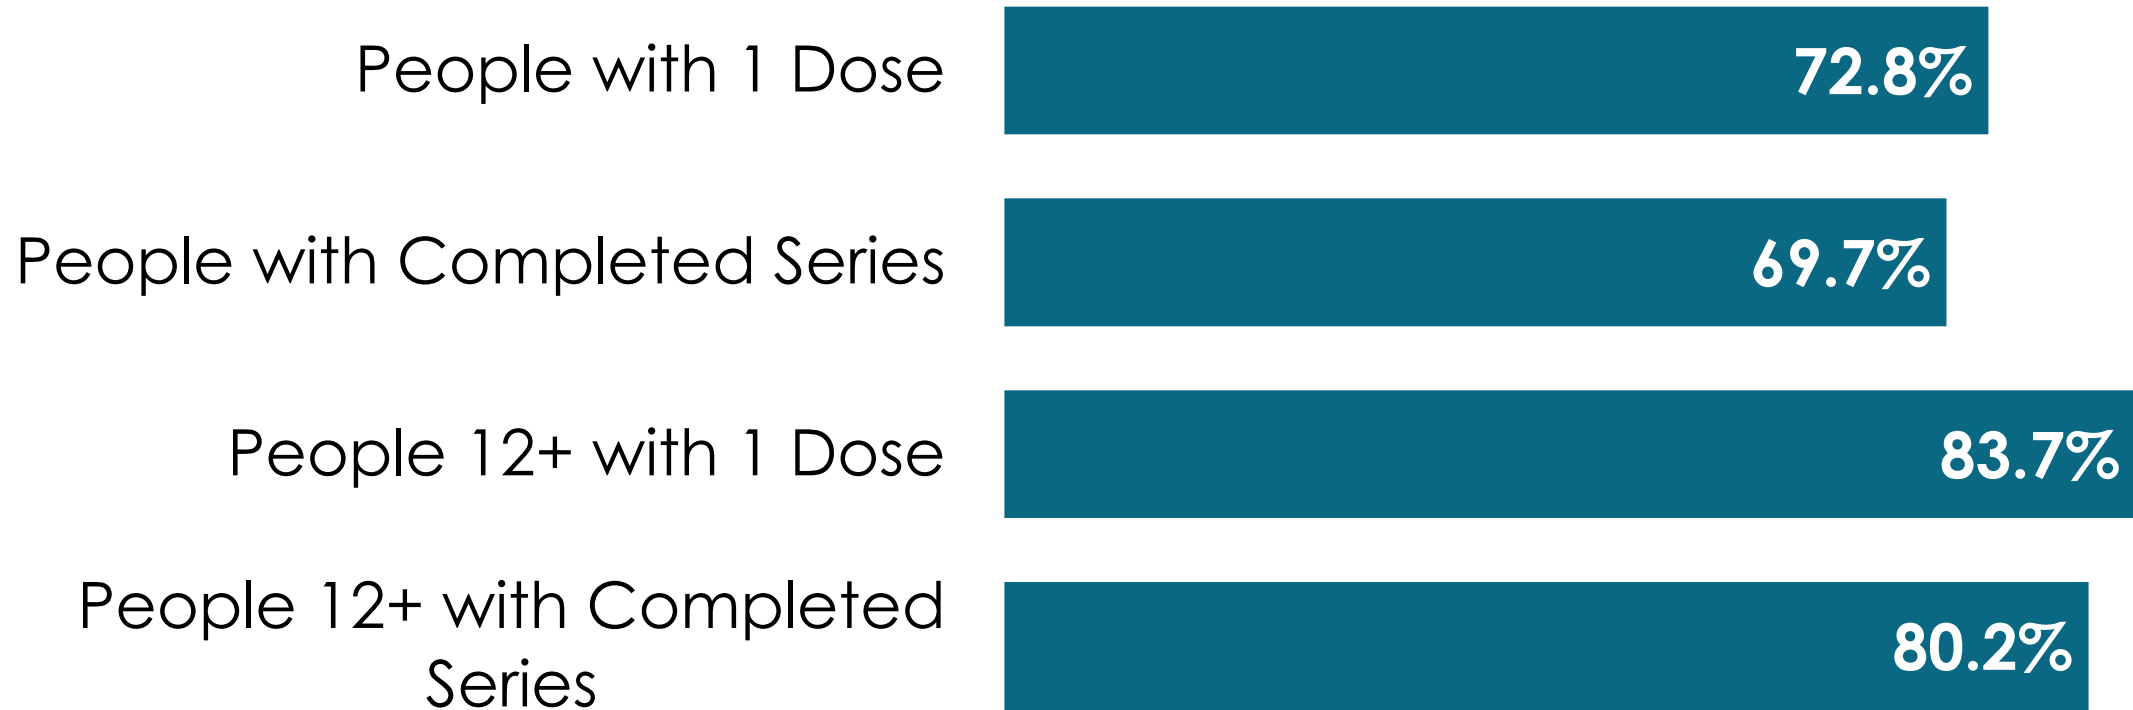 People with 1 Dose 72.8%
People with Completed Series 69.7%
People 12+ with 1 Dose 83.7%
People 12+ with Completed
Series 80.2%